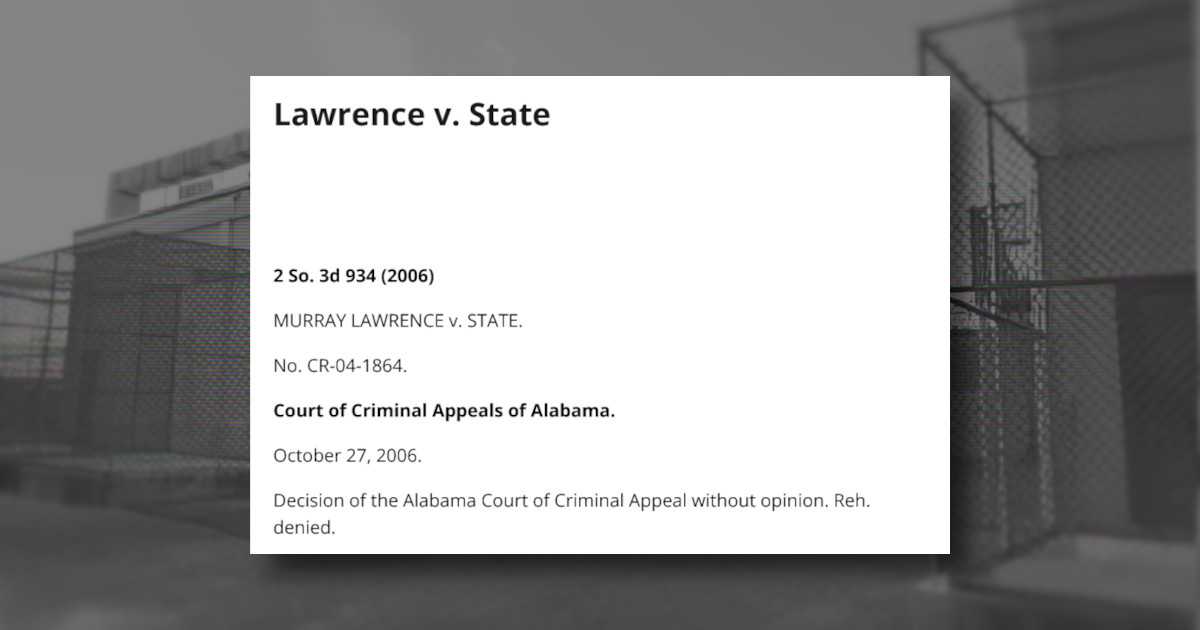 Lawrence v. State
2 So. 3d 934 (2006)
MURRAY LAWRENCE v. STATE.
No. CR-04-1864.
Court of Criminal Appeals of Alabama.
October 27, 2006.
Decision of the Alabama Court of Criminal Appeal without opinion. Reh.
denied.